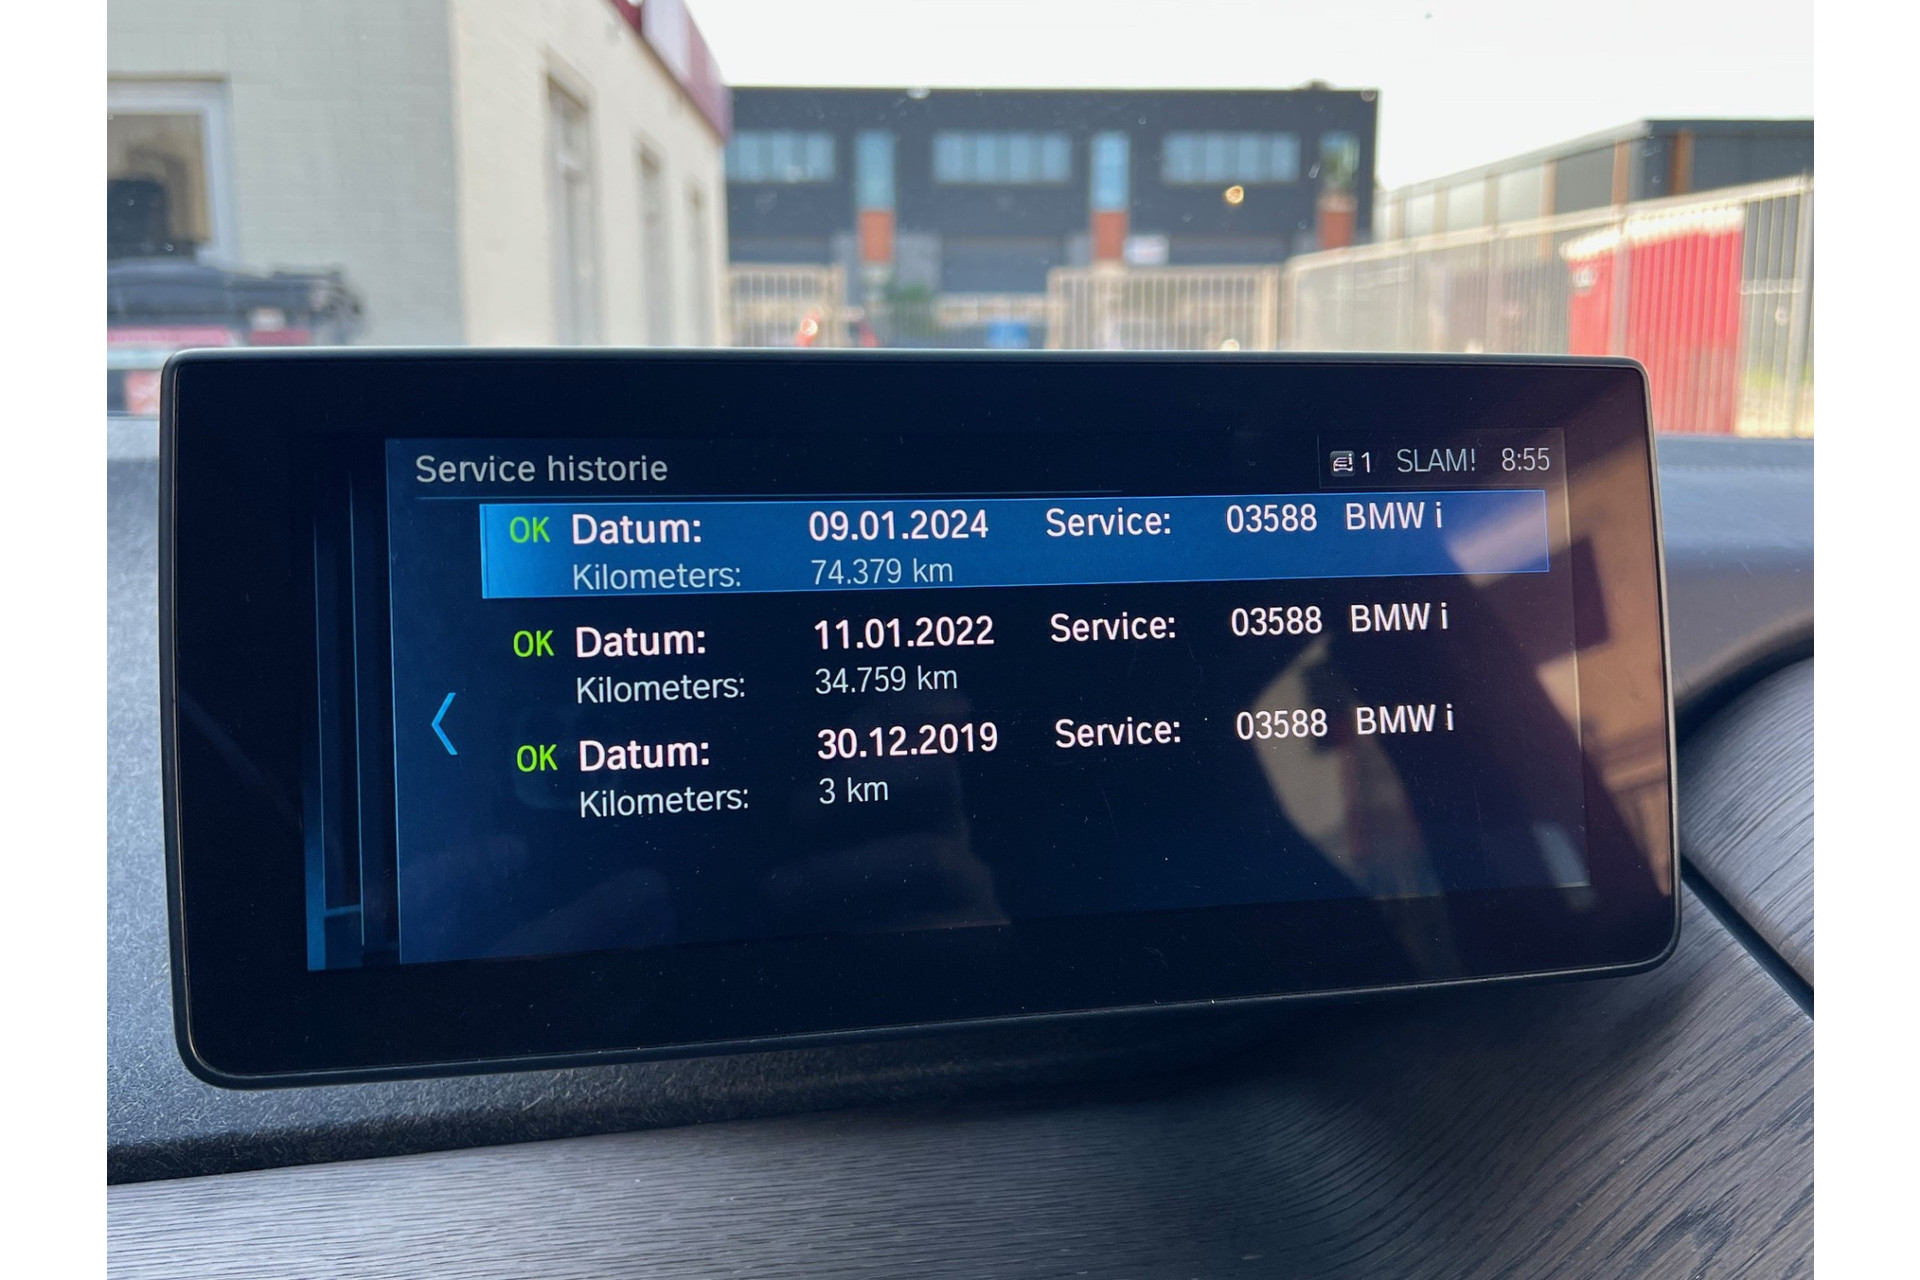 Service historie
1 SLAM! 8:55
OK Datum: 09.01.2024 Service: 03588 BMW i
Kilometers: 74.379 km
OK Datum: 11.01.2022 Service: 03588 BMW i
Kilometers: 34.759 km
OK Datum: 30.12.2019 Service: 03588 BMW i
Kilometers: 3 km